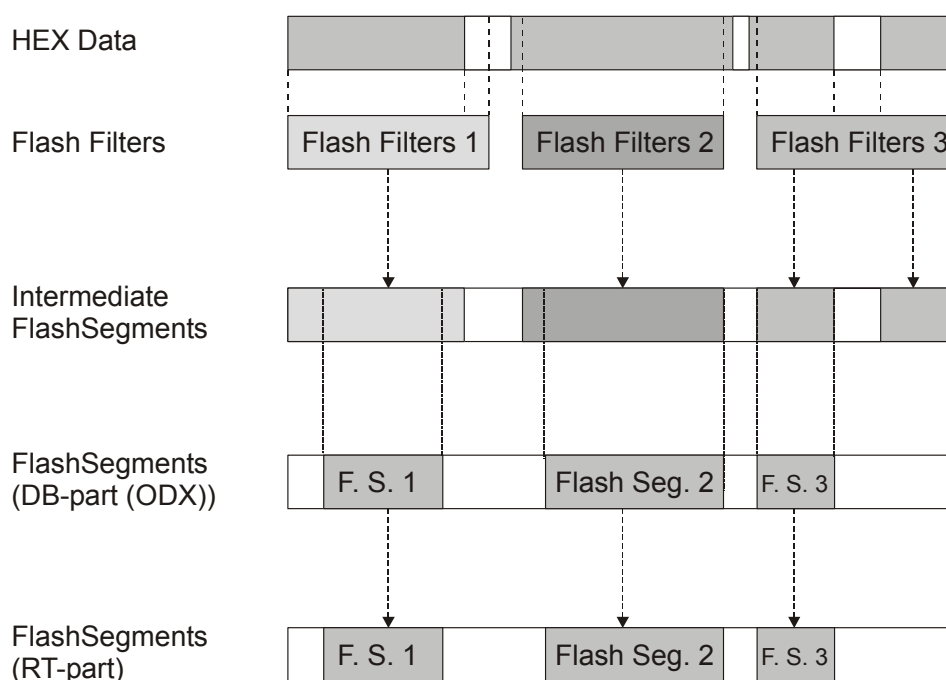 HEX Data
Flash Filters
Flash Filters 1
Flash Filters 2
Flash Filters 3
Intermediate
FlashSegments
FlashSegments
(DB-part (ODX))
F. S. 1
Flash Seg. 2
F. S. 3
FlashSegments
(RT-part)
F. S. 1
Flash Seg. 2
F. S. 3